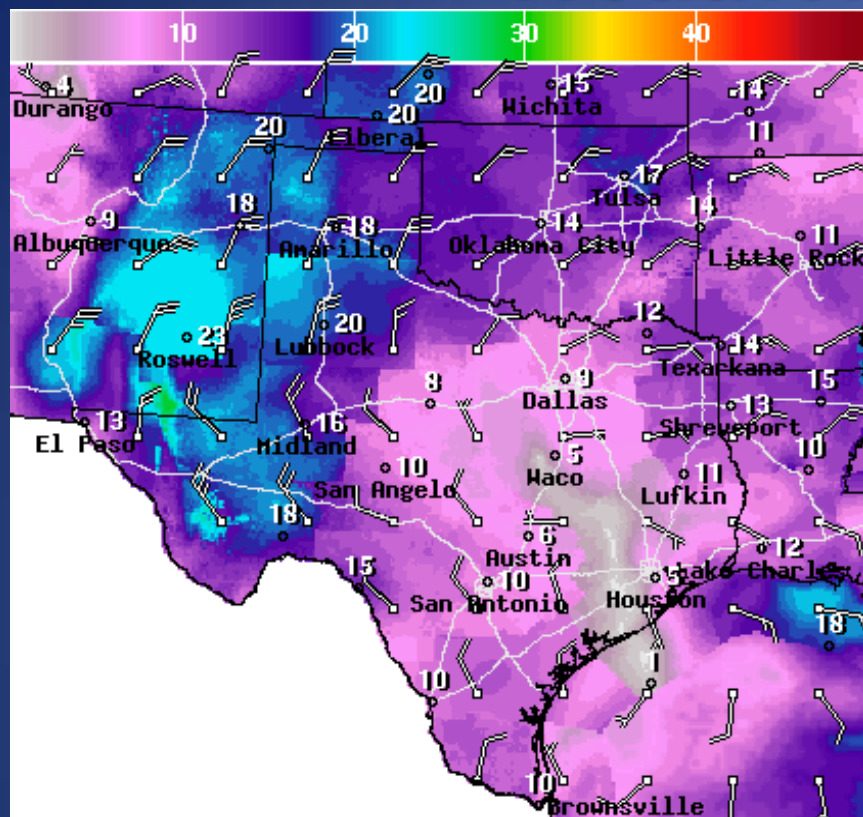 10 20 30 40
4 20 15 14
Durango Wichita
20 11
Liberal
20
17
Tulsa
9 18 18 14 14 11
Albuquerque Amarillo Oklahoma City Little Rock
23 20 12
Roswell Lubbock 14
Texarkana
9
8 Dallas 13 15
13 16 Shreveport
El Paso Midland
5 10
10 Waco 11
San Angelo Lufkin
18 6
Austin 12
15 10 5 Lake Charles
San Antonio Houston
18
1
10
10
Brownsville